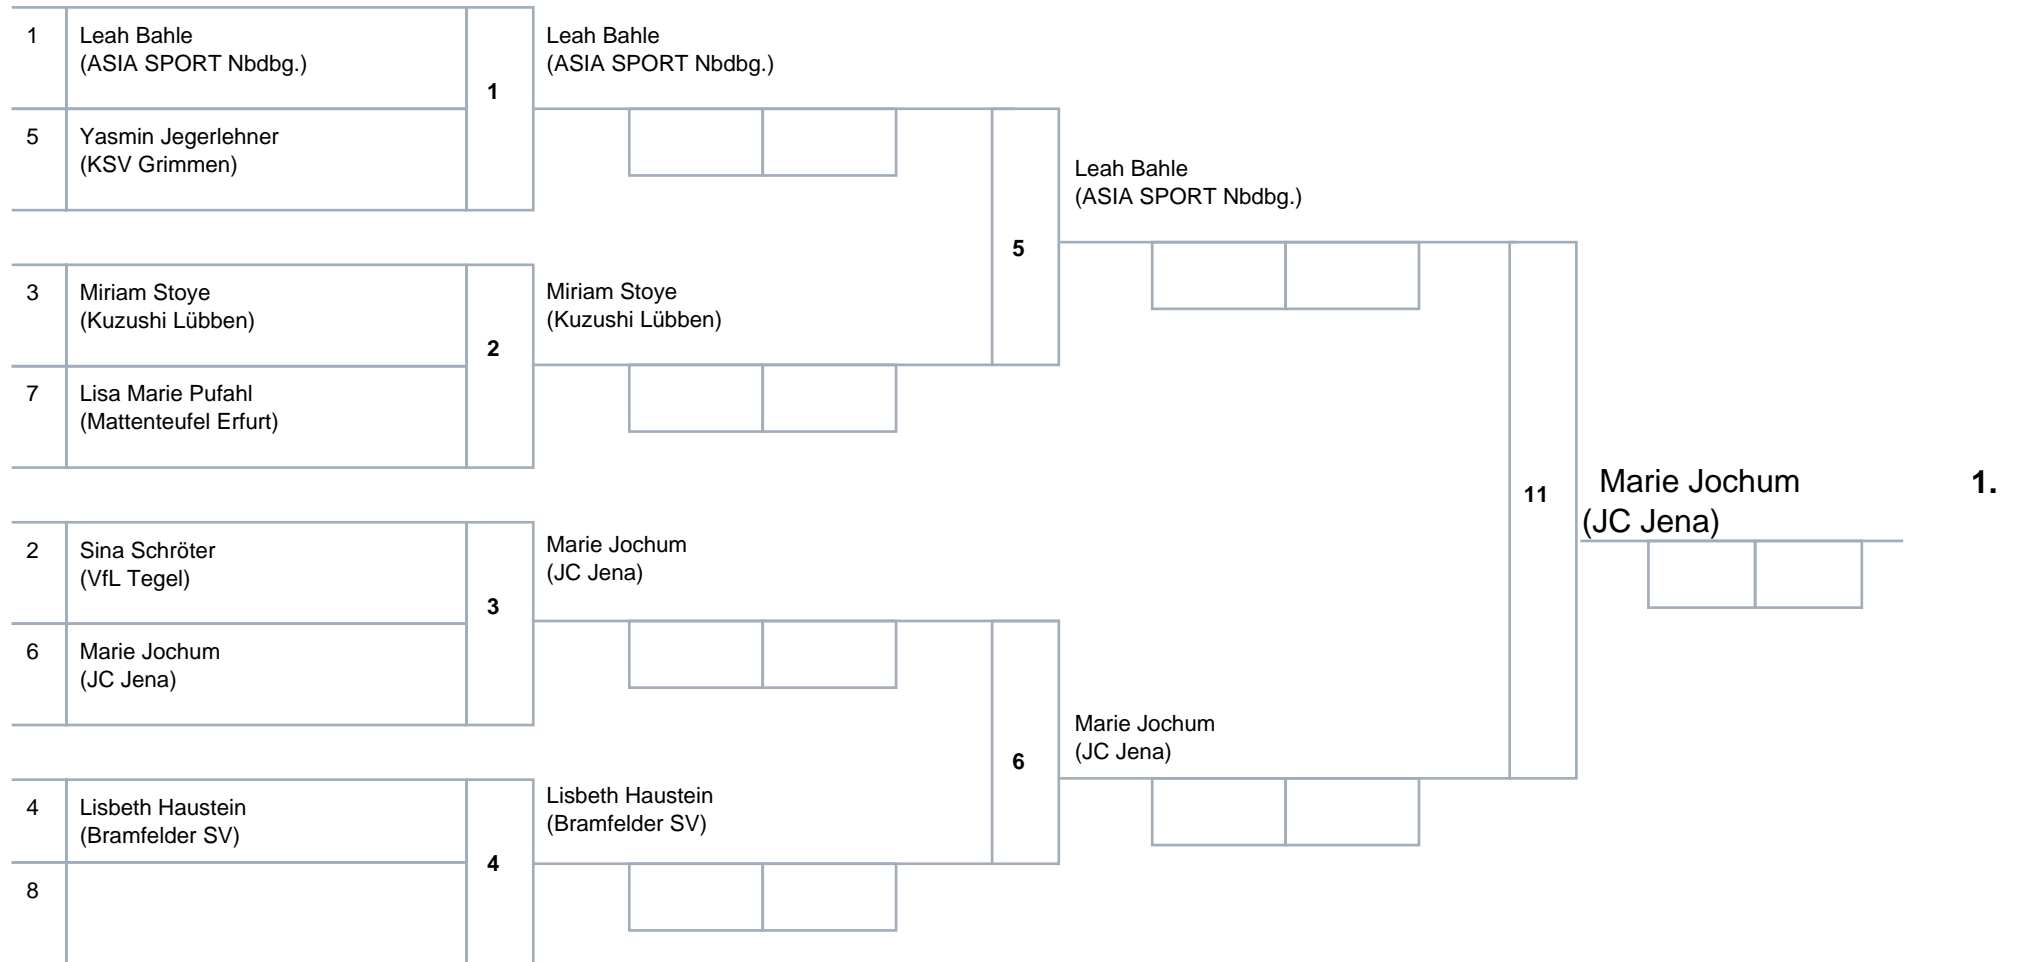 1
Leah Bahle
(ASIA SPORT Nbdbg.)
5
Yasmin Jegerlehner
(KSV Grimmen)
1
3
Miriam Stoye
(Kuzushi Lübben)
7
Lisa Marie Pufahl
(Mattenteufel Erfurt)
2
2
Sina Schröter
(VfL Tegel)
6
Marie Jochum
(JC Jena)
3
4
Lisbeth Haustein
(Bramfelder SV)
8
4
Leah Bahle
(ASIA SPORT Nbdbg.)
Miriam Stoye
(Kuzushi Lübben)
5
Marie Jochum
(JC Jena)
Lisbeth Haustein
(Bramfelder SV)
6
Leah Bahle
(ASIA SPORT Nbdbg.)
Marie Jochum
(JC Jena)
11
Marie Jochum
(JC Jena)
1.